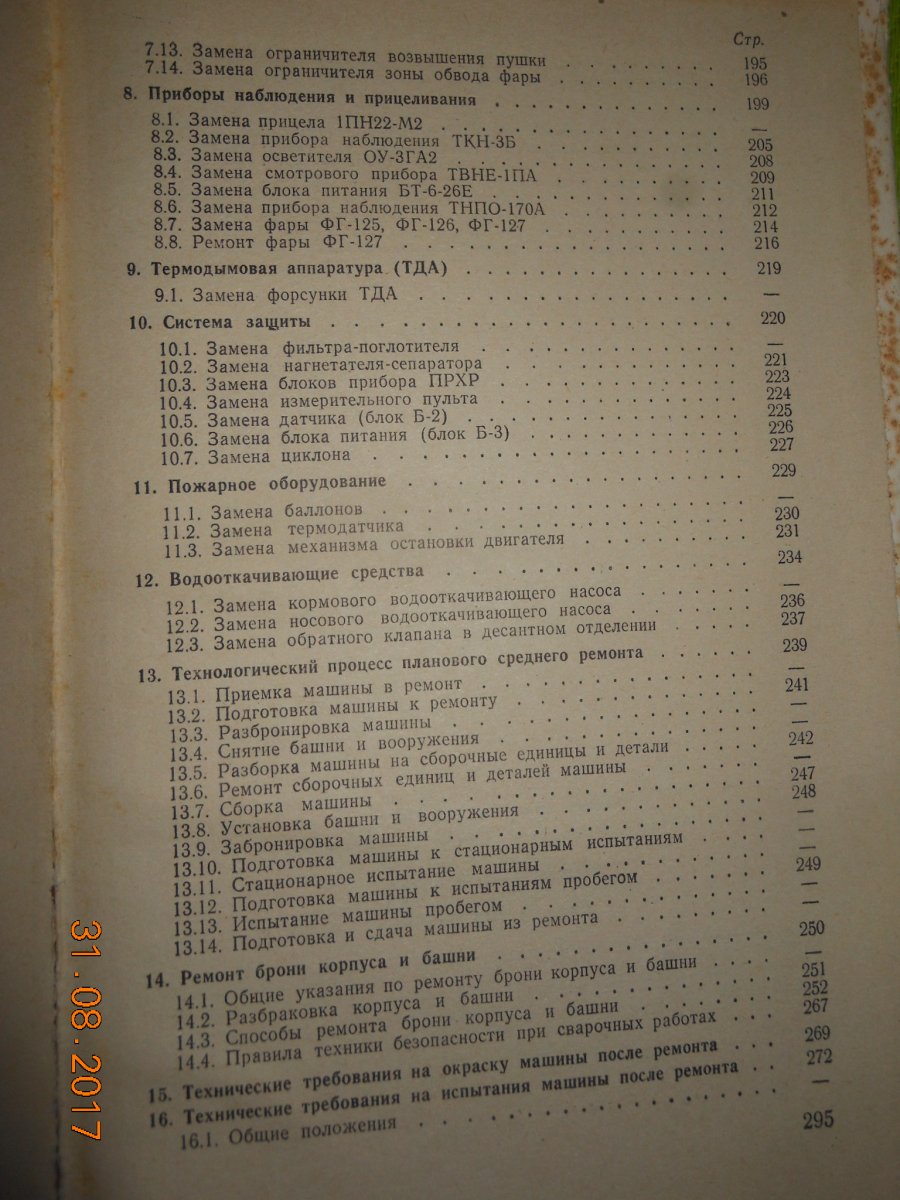 Стр.
7.13. Замена ограничителя возвышения пушки . . . . . . . . 195
7.14. Замена ограничителя зоны обвода фары . . . . . . . . 196
8. Приборы наблюдения и прицеливания . . . . . . . . . . . 199
8.1. Замена прицела 1ПН22-М2 . . . . . . . . . . . . . . —
8.2. Замена прибора наблюдения ТКН-3Б . . . . . . . . . . 205
8.3. Замена осветителя ОУ-3ГА2 . . . . . . . . . . . . . 208
8.4. Замена смотрового прибора ТВНЕ-1ПА . . . . . . . . . 209
8.5. Замена блока питания БТ-6-26Е . . . . . . . . . . . 211
8.6. Замена прибора наблюдения ТНПО-170А . . . . . . . . 212
8.7. Замена фары ФГ-125, ФГ-126, ФГ-127 . . . . . . . . . 214
8.8. Ремонт фары ФГ-127 . . . . . . . . . . . . . . . . 216
9. Термодымовая аппаратура (ТДА) . . . . . . . . . . . . . 219
9.1. Замена форсунки ТДА . . . . . . . . . . . . . . . . —
10. Система защиты . . . . . . . . . . . . . . . . . . . 220
10.1. Замена фильтра-поглотителя . . . . . . . . . . . . —
10.2. Замена нагнетателя-сепаратора . . . . . . . . . . . 221
10.3. Замена блоков прибора ПРХР . . . . . . . . . . . . 223
10.4. Замена измерительного пульта . . . . . . . . . . . 224
10.5. Замена датчика (блок Б-2) . . . . . . . . . . . . . 225
10.6. Замена блока питания (блок Б-3) . . . . . . . . . . 226
10.7. Замена циклона . . . . . . . . . . . . . . . . . . 227
11. Пожарное оборудование . . . . . . . . . . . . . . . . 229
11.1. Замена баллонов . . . . . . . . . . . . . . . . . —
11.2. Замена термодатчика . . . . . . . . . . . . . . . 230
11.3. Замена механизма остановки двигателя . . . . . . . . 231
12. Водооткачивающие средства . . . . . . . . . . . . . . 234
12.1. Замена кормового водооткачивающего насоса . . . . . . —
12.2. Замена носового водооткачивающего насоса . . . . . . 236
12.3. Замена обратного клапана в десантном отделении . . . . . 237
13. Технологический процесс планового среднего ремонта . . . . . . 239
13.1. Приемка машины в ремонт . . . . . . . . . . . . . —
13.2. Подготовка машины к ремонту . . . . . . . . . . . . 241
13.3. Разбронировка машины . . . . . . . . . . . . . . . —
13.4. Снятие башни и вооружения . . . . . . . . . . . . . —
13.5. Разборка машины на сборочные единицы и детали . . . . . 242
13.6. Ремонт сборочных единиц и деталей машины . . . . . . —
13.7. Сборка машины . . . . . . . . . . . . . . . . . . 247
13.8. Установка башни и вооружения . . . . . . . . . . . 248
13.9. Забронировка машины . . . . . . . . . . . . . . . —
13.10. Подготовка машины к стационарным испытаниям . . . . —
13.11. Стационарное испытание машины . . . . . . . . . . 249
13.12. Подготовка машины к испытаниям пробегом . . . . . . —
13.13. Испытание машины пробегом . . . . . . . . . . . . —
13.14. Подготовка и сдача машины из ремонта . . . . . . . —
14. Ремонт брони корпуса и башни . . . . . . . . . . . . . 250
14.1. Общие указания по ремонту брони корпуса и башни . . . . —
14.2. Разбраковка корпуса и башни . . . . . . . . . . . . 251
14.3. Способы ремонта брони корпуса и башни . . . . . . . 252
14.4. Правила техники безопасности при сварочных работах . . . 267
15. Технические требования на окраску машины после ремонта . . . 269
16. Технические требования на испытания машины после ремонта . . 272
16.1. Общие положения . . . . . . . . . . . . . . . . . —
295
31.08.2017